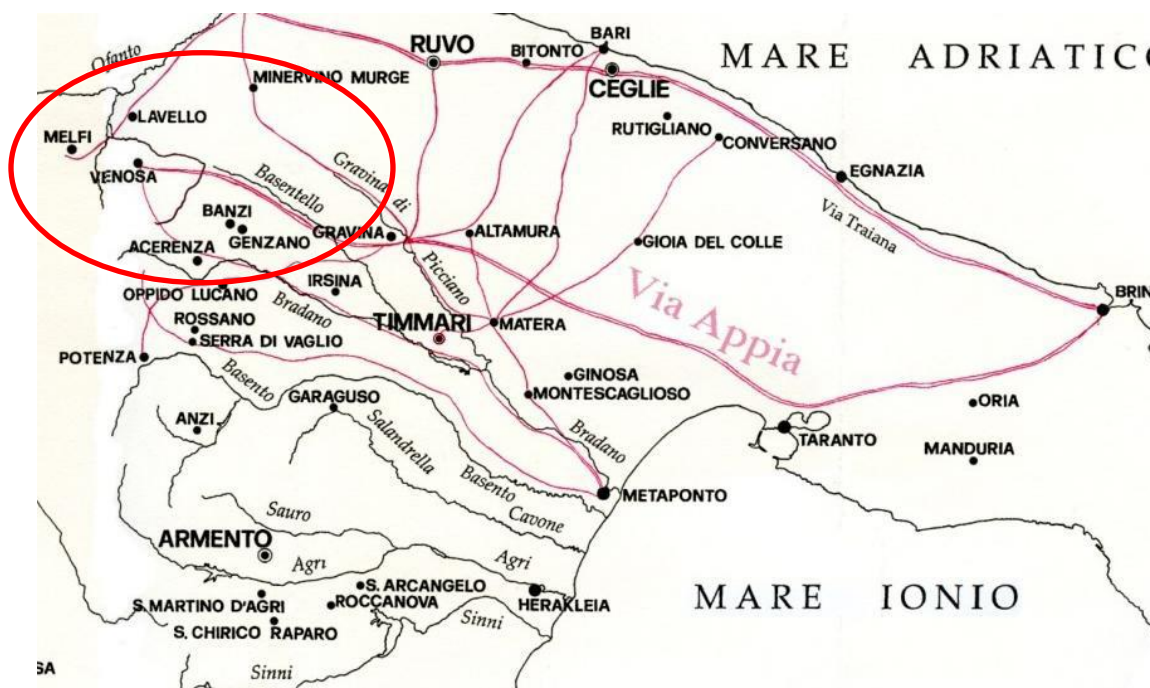 Ofanto
RUVO
BITONTO
BARI
MARE ADRIATICO
CEGLIE
MINERVINO MURGE
LAVELLO
RUTIGLIANO
CONVERSANO
MELFI
VENOSA
EGNAZIA
Basentello
Gravina di
Picciano
Via Traiana
BANZI
GENZANO
GRAVINA
ALTAMURA
GIOIA DEL COLLE
ACERENZA
Via Appia
OPPIDO LUCANO
IRSINA
Bradano
BRIN
ROSSANO
TIMMARI
MATERA
SERRA DI VAGLIO
POTENZA
Basento
GINOSA
MONTESCAGLIOSO
GARAGUSO
ORIA
ANZI
Salandrella
Bradano
TARANTO
MANDURIA
Basento
METAPONTO
Cavone
Sauro
ARMENTO
Agri
Agri
S. ARCANGELO
HERAKLEIA
MARE IONIO
S. MARTINO D'AGRI
ROCCANOVA
S. CHIRICO RAPARO
Sinni
Sinni
SA